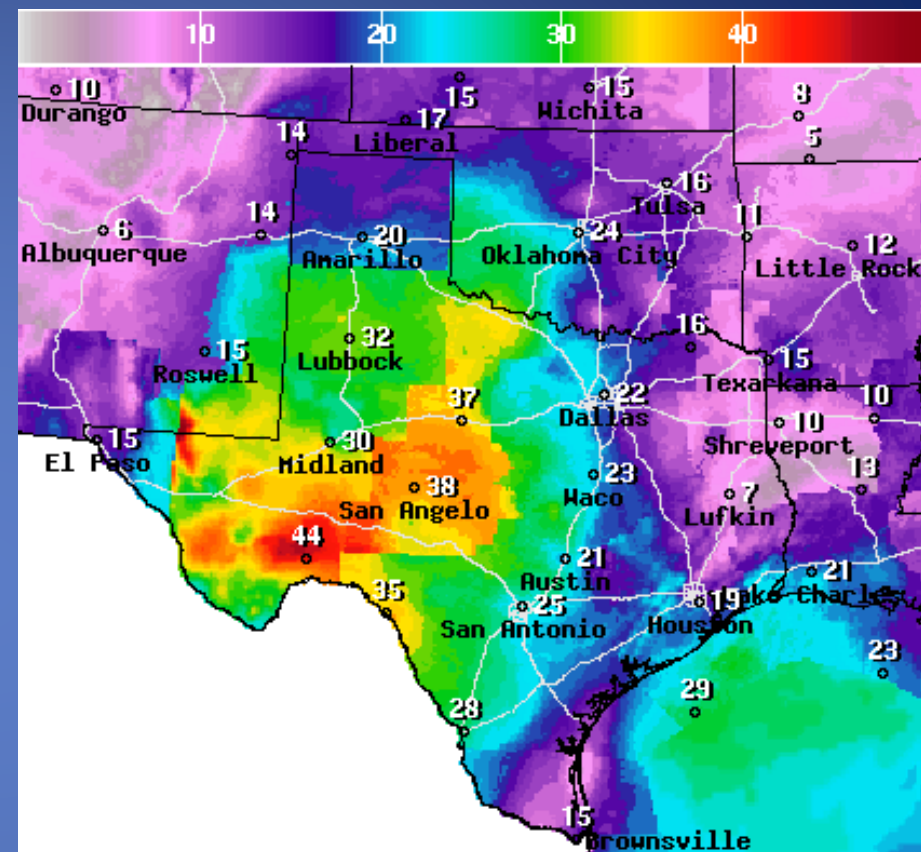 10 20 30 40
10
Durango
15
15
Wichita
8
17
Liberal
5
14
16
Tulsa
6
Albuquerque
14
20
Amarillo
24
Oklahoma City
11
12
Little Rock
15
Roswell
32
Lubbock
16
15
Texarkana
22
Dallas
37
10
Shreveport
10
15
El Paso
30
Midland
38
San Angelo
23
Waco
7
Lufkin
13
44
21
Austin
21
Lake Charles
35
25
San Antonio
19
Houston
23
28
29
15
Brownsville